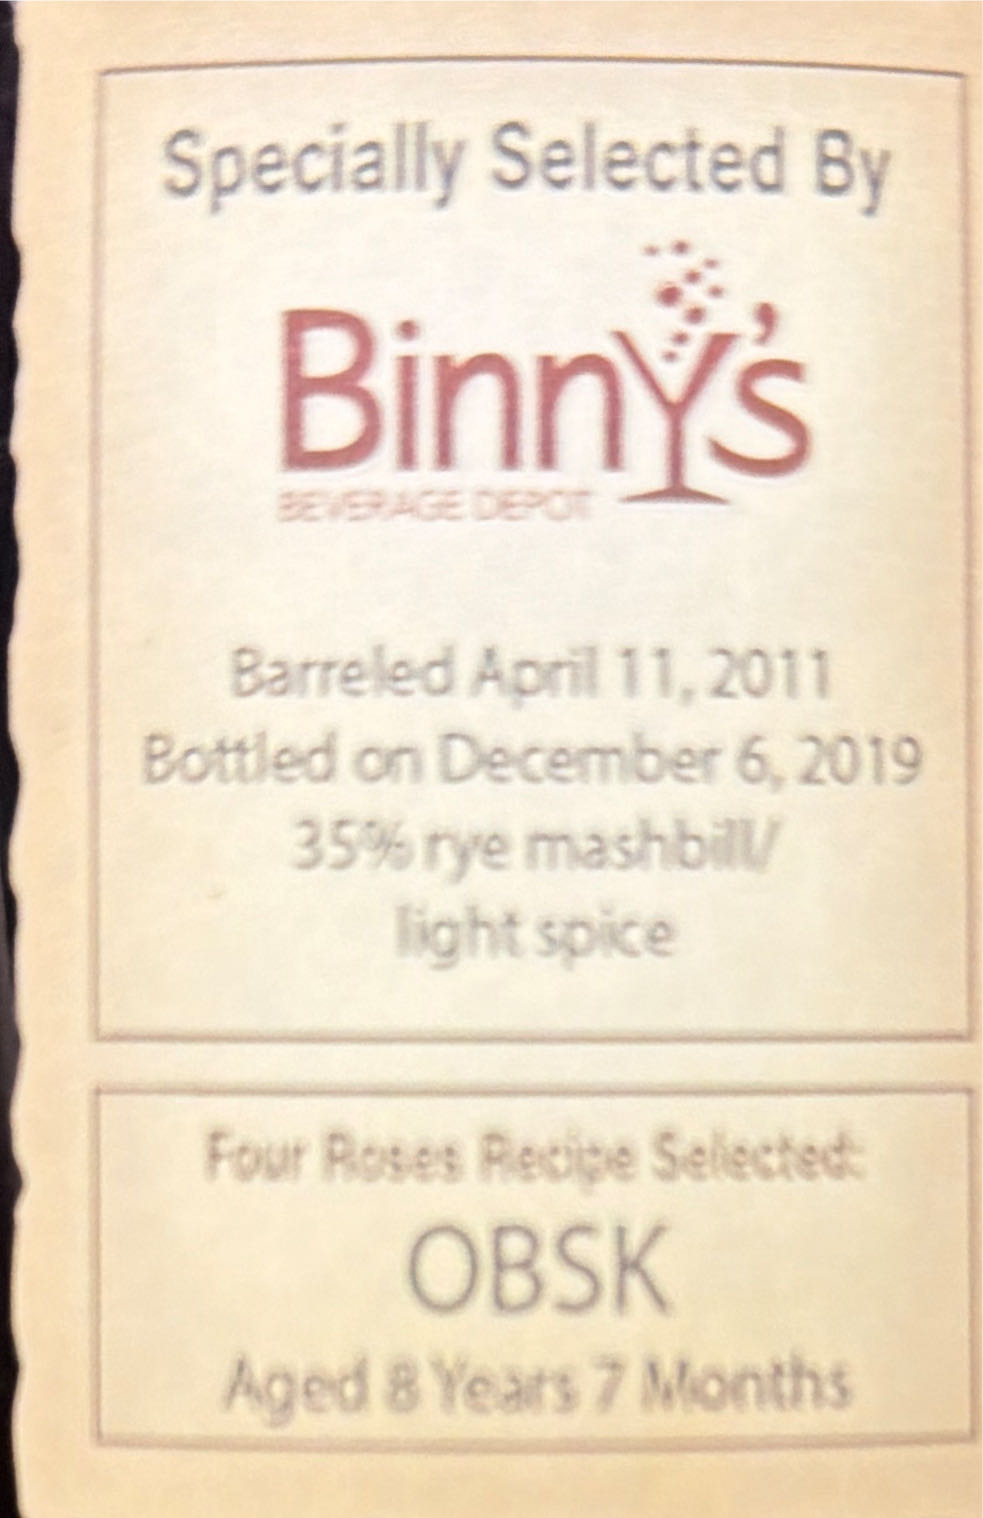 Specially Selected By
Binny's
BEVERAGE DEPOT
Barreled April 11, 2011
Bottled on December 6, 2019
35% rye mashbill/
light spice
Four Roses Recipe Selected:
OBSK
Aged 8 Years 7 Months